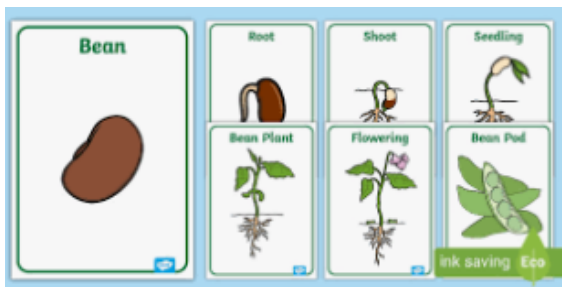 Bean
Root
Shoot
Seedling
Bean Plant
Flowering
Bean Pod
ink saving
Eco